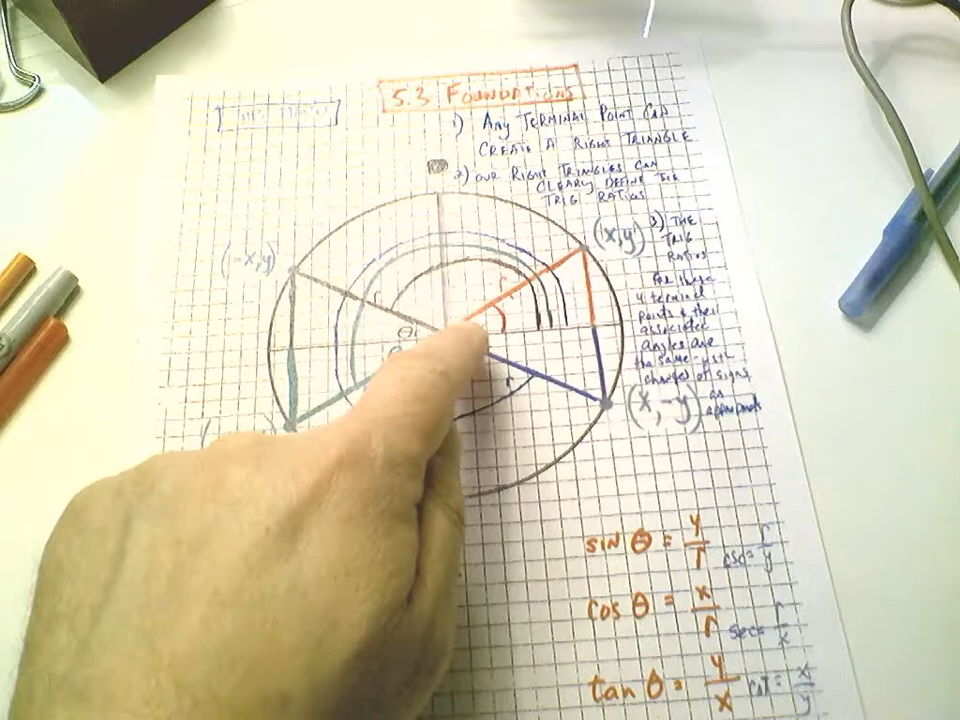 5.3 FOUNDATIONS
1) Any TERMINAL POINT CAN
CREATE A RIGHT TRIANGLE
2) OUR RIGHT TRIANGLES CAN
CLEARLY DEFINE THE
TRIG RATIOS
(-x,y)
(x,y)
3) THE
TRIG
RATIOS
For these
4 terminal
points & their
associated
angles are
the same with
changes of signs
as
appropriate
r
θ
r
(x,-y)
sin θ = y/r
csc = r/y
cos θ = x/r
sec = r/x
tan θ = y/x
cot = x/y